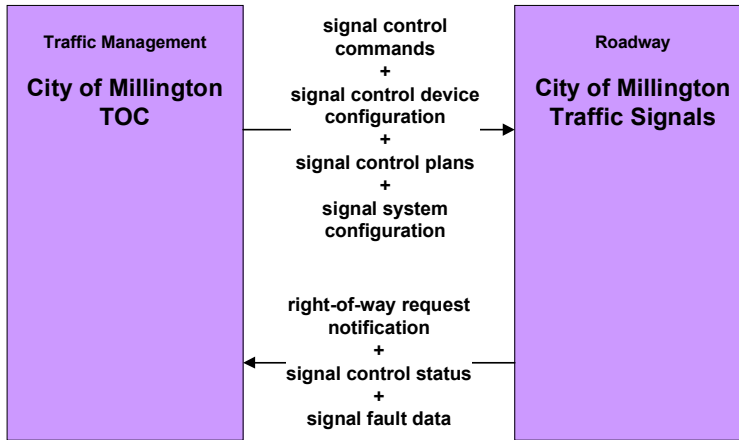 Traffic Management
City of Millington
TOC
signal control
commands
+
signal control device
configuration
+
signal control plans
+
signal system
configuration
right-of-way request
notification
+
signal control status
+
signal fault data
Roadway
City of Millington
Traffic Signals